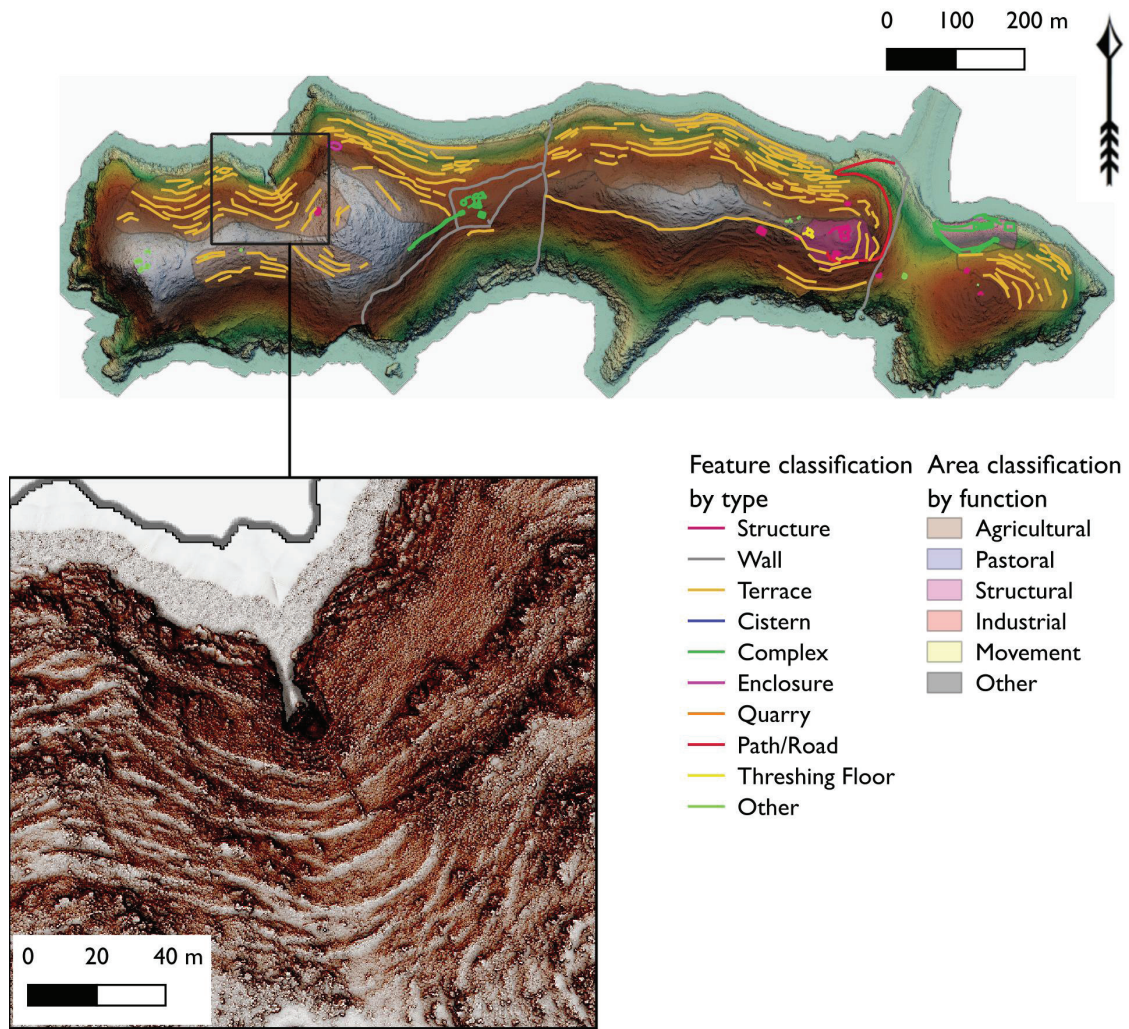 0 100 200 m
Feature classification
by type
Structure
Wall
Terrace
Cistern
Complex
Enclosure
Quarry
Path/Road
Threshing Floor
Other
Area classification
by function
Agricultural
Pastoral
Structural
Industrial
Movement
Other
0 20 40 m